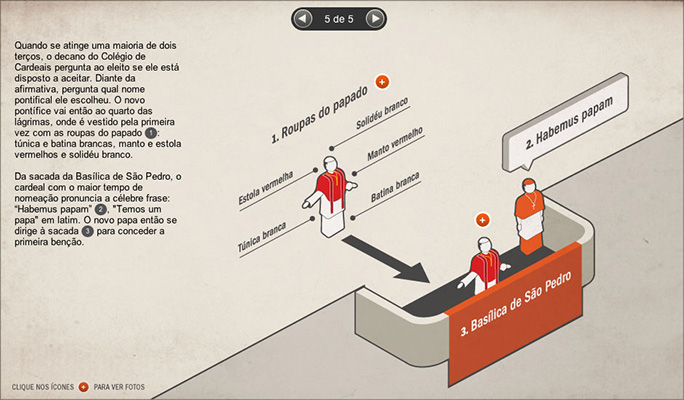 5 de 5
Quando se atinge uma maioria de dois
terços, o decano do Colégio de
Cardeais pergunta ao eleito se ele está
disposto a aceitar. Diante da
afirmativa, pergunta qual nome
pontifical ele escolheu. O novo
pontífice vai então ao quarto das
lágrimas, onde é vestido pela primeira
vez com as roupas do papado 1:
túnica e batina brancas, manto e estola
vermelhos e solidéu branco.
Da sacada da Basílica de São Pedro, o
cardeal com o maior tempo de
nomeação pronuncia a célebre frase:
"Habemus papam" 2, "Temos um
papa" em latim. O novo papa então se
dirige à sacada 3 para conceder a
primeira benção.
1. Roupas do papado +
Solidéu branco
Manto vermelho
Estola vermelha
Batina branca
Túnica branca
2. Habemus papam
+
3. Basílica de São Pedro
CLIQUE NOS ÍCONES + PARA VER FOTOS